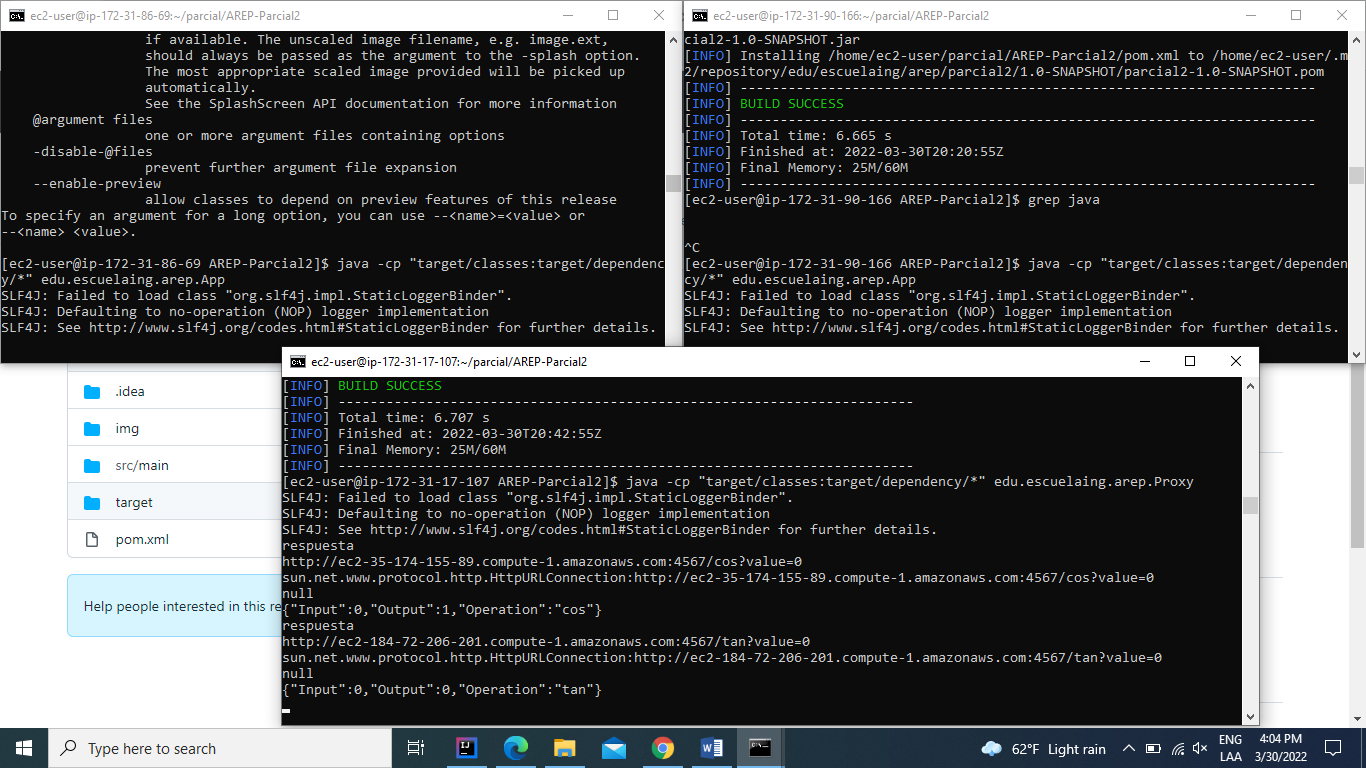 ec2-user@ip-172-31-86-69:~/parcial/AREP-Parcial2
if available. The unscaled image filename, e.g. image.ext,
should always be passed as the argument to the -splash option.
The most appropriate scaled image provided will be picked up
automatically.
See the SplashScreen API documentation for more information
@argument files
one or more argument files containing options
-disable-@files
prevent further argument file expansion
--enable-preview
allow classes to depend on preview features of this release
To specify an argument for a long option, you can use --<name>=<value> or
--<name> <value>.
[ec2-user@ip-172-31-86-69 AREP-Parcial2]$ java -cp "target/classes:target/dependenc
y/*" edu.escuelaing.arep.App
SLF4J: Failed to load class "org.slf4j.impl.StaticLoggerBinder".
SLF4J: Defaulting to no-operation (NOP) logger implementation
SLF4J: See http://www.slf4j.org/codes.html#StaticLoggerBinder for further details.
ec2-user@ip-172-31-90-166:~/parcial/AREP-Parcial2
cial2-1.0-SNAPSHOT.jar
[INFO] Installing /home/ec2-user/parcial/AREP-Parcial2/pom.xml to /home/ec2-user/.m
2/repository/edu/escuelaing/arep/parcial2/1.0-SNAPSHOT/parcial2-1.0-SNAPSHOT.pom
[INFO] ------------------------------------------------------------------------
[INFO] BUILD SUCCESS
[INFO] ------------------------------------------------------------------------
[INFO] Total time: 6.665 s
[INFO] Finished at: 2022-03-30T20:20:55Z
[INFO] Final Memory: 25M/60M
[INFO] ------------------------------------------------------------------------
[ec2-user@ip-172-31-90-166 AREP-Parcial2]$ grep java
^C
[ec2-user@ip-172-31-90-166 AREP-Parcial2]$ java -cp "target/classes:target/dependen
cy/*" edu.escuelaing.arep.App
SLF4J: Failed to load class "org.slf4j.impl.StaticLoggerBinder".
SLF4J: Defaulting to no-operation (NOP) logger implementation
SLF4J: See http://www.slf4j.org/codes.html#StaticLoggerBinder for further details.
.idea
img
src/main
target
pom.xml
Help people interested in this re
ec2-user@ip-172-31-17-107:~/parcial/AREP-Parcial2
[INFO] BUILD SUCCESS
[INFO] ------------------------------------------------------------------------
[INFO] Total time: 6.707 s
[INFO] Finished at: 2022-03-30T20:42:55Z
[INFO] Final Memory: 25M/60M
[INFO] ------------------------------------------------------------------------
[ec2-user@ip-172-31-17-107 AREP-Parcial2]$ java -cp "target/classes:target/dependency/*" edu.escuelaing.arep.Proxy
SLF4J: Failed to load class "org.slf4j.impl.StaticLoggerBinder".
SLF4J: Defaulting to no-operation (NOP) logger implementation
SLF4J: See http://www.slf4j.org/codes.html#StaticLoggerBinder for further details.
respuesta
http://ec2-35-174-155-89.compute-1.amazonaws.com:4567/cos?value=0
sun.net.www.protocol.http.HttpURLConnection:http://ec2-35-174-155-89.compute-1.amazonaws.com:4567/cos?value=0
null
{"Input":0,"Output":1,"Operation":"cos"}
respuesta
http://ec2-184-72-206-201.compute-1.amazonaws.com:4567/tan?value=0
sun.net.www.protocol.http.HttpURLConnection:http://ec2-184-72-206-201.compute-1.amazonaws.com:4567/tan?value=0
null
{"Input":0,"Output":0,"Operation":"tan"}
Type here to search
62°F Light rain
ENG
LAA
4:04 PM
3/30/2022